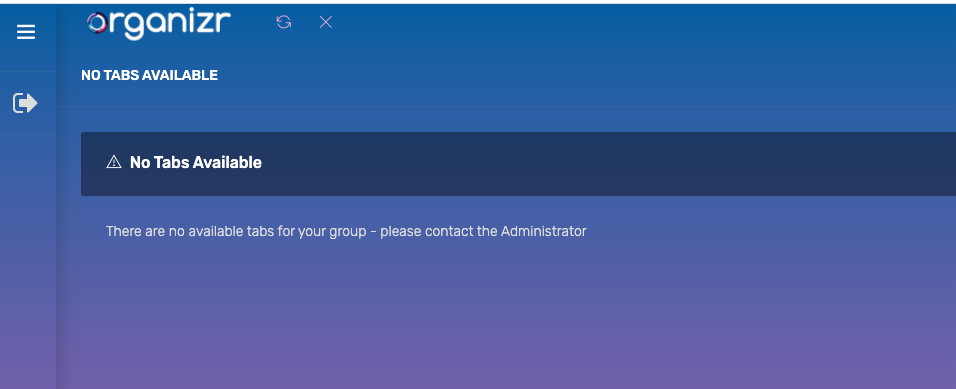 organizr
NO TABS AVAILABLE
No Tabs Available
There are no available tabs for your group - please contact the Administrator